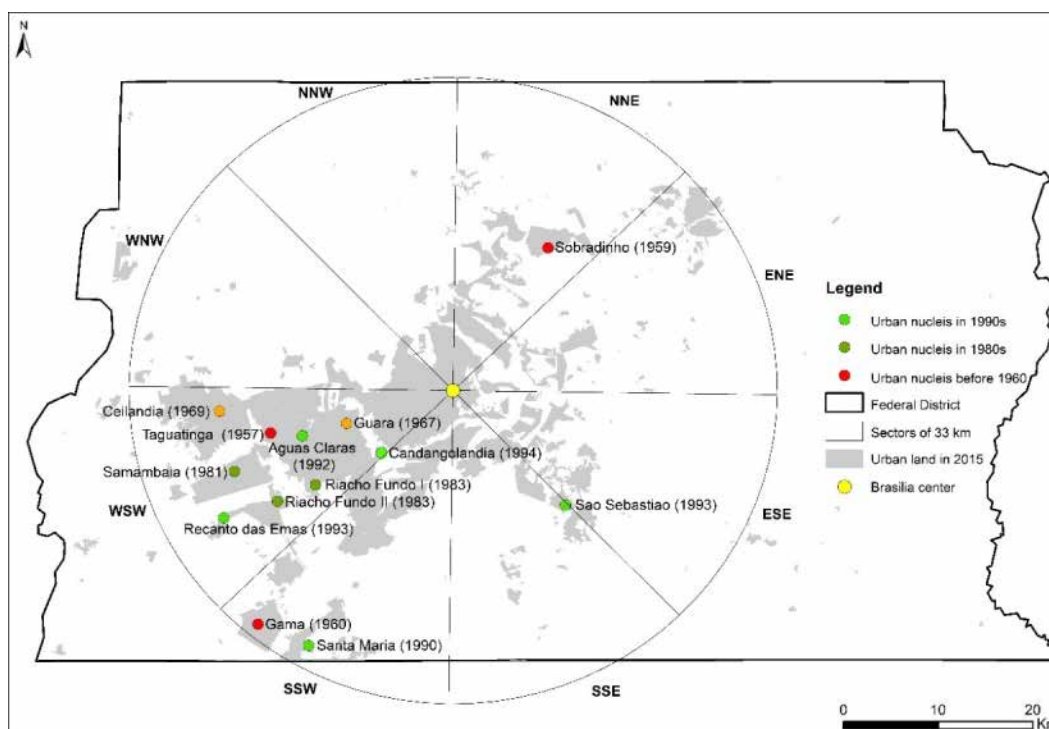 N
NNW
NNE
WNW
Sobradinho (1959)
ENE
Legend
Urban nucleis in 1990s
Urban nucleis in 1980s
Urban nucleis before 1960
Federal District
Sectors of 33 km
Urban land in 2015
Brasilia center
Ceilandia (1969)
Guara (1967)
Taguatinga (1957)
Aguas Claras
(1992)
Candangolandia (1994)
Samambaia (1981)
Riacho Fundo I (1983)
Riacho Fundo II (1983)
Sao Sebastiao (1993)
WSW
ESE
Recanto das Emas (1993)
Gama (1960)
Santa Maria (1990)
SSW
SSE
0 10 20